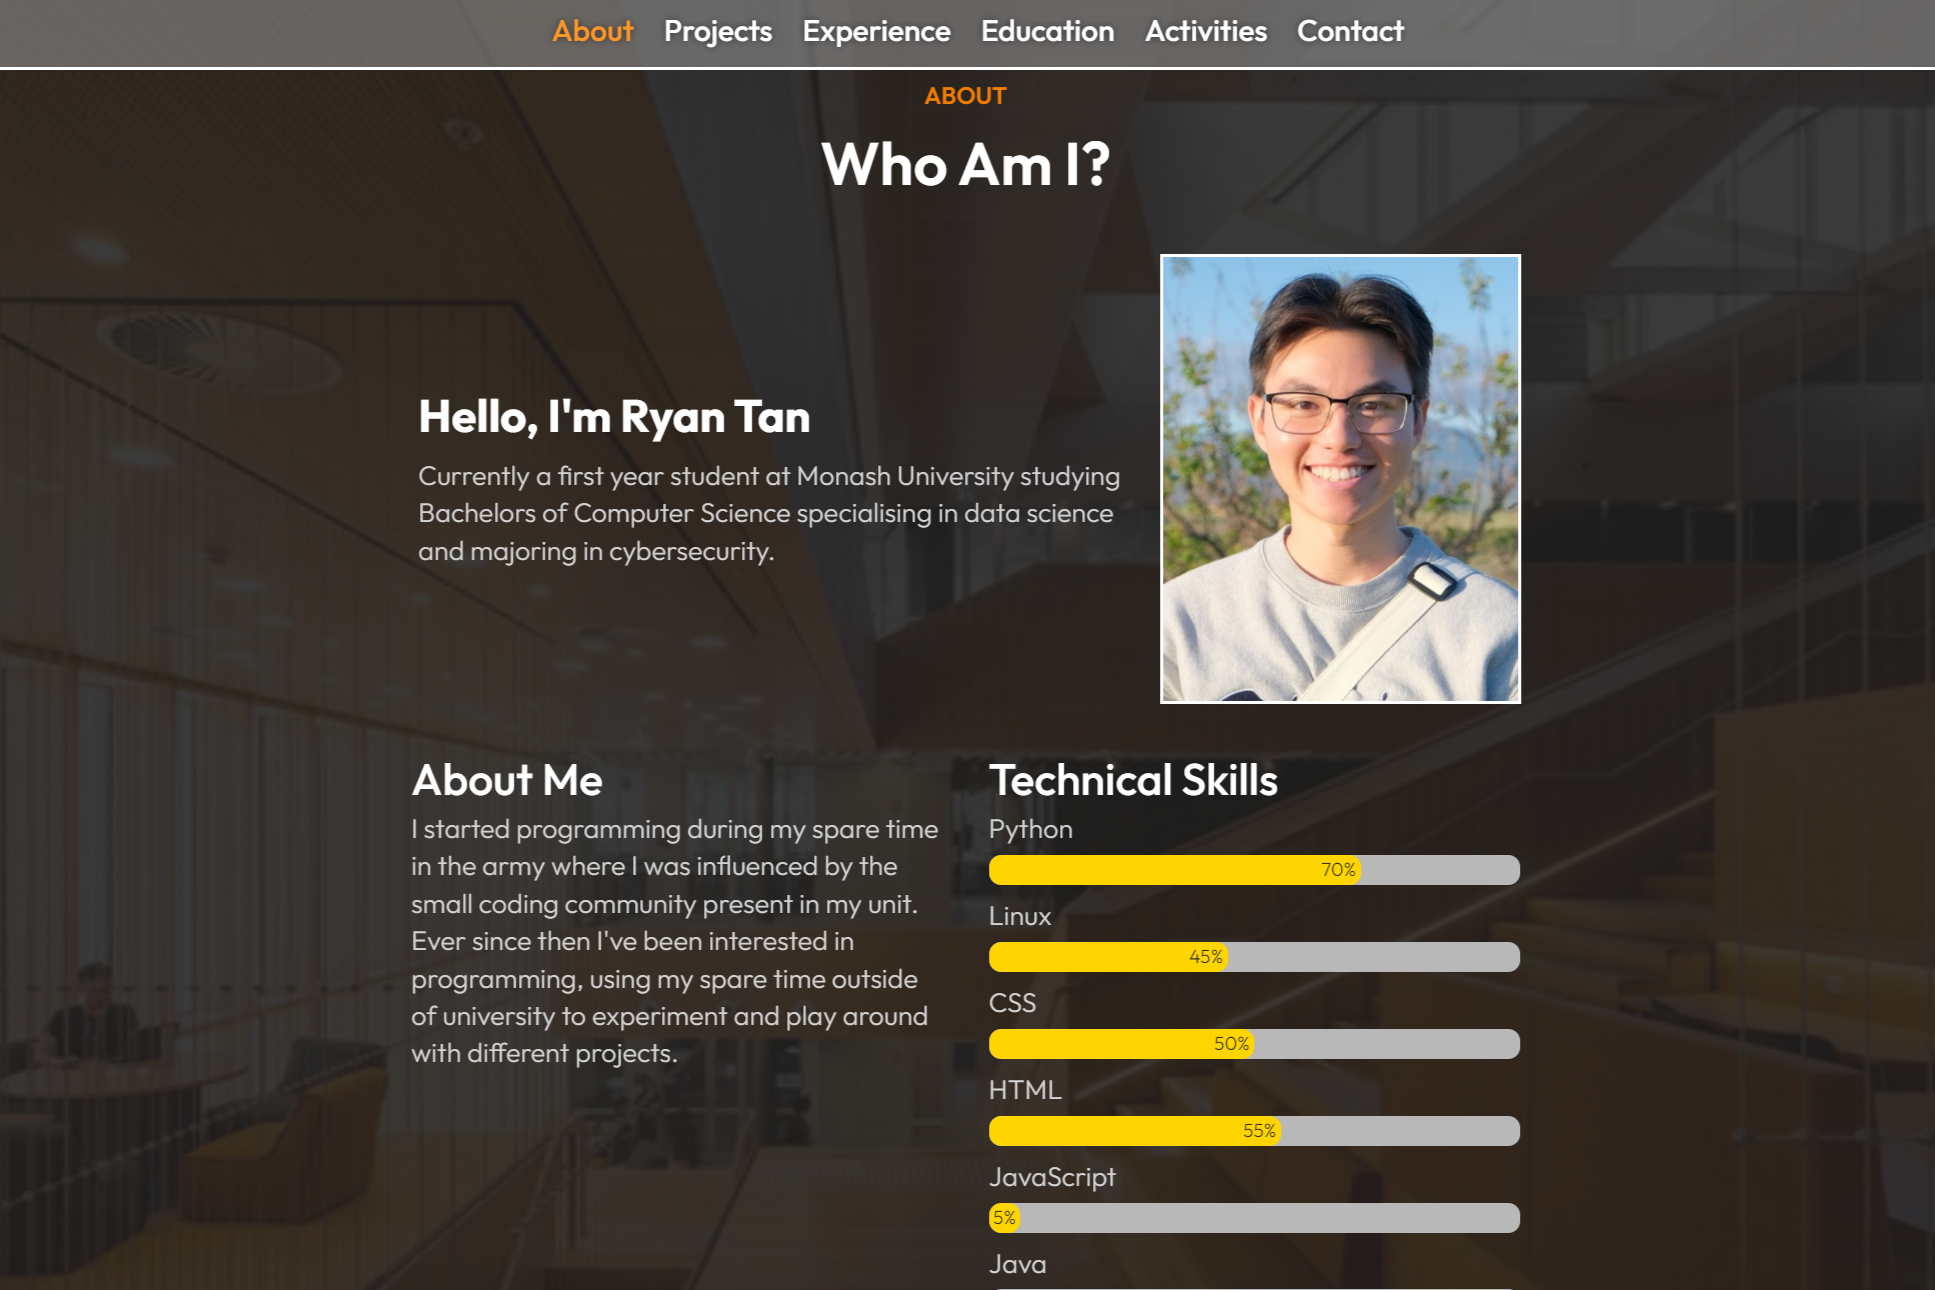 About Projects Experience Education Activities Contact
ABOUT
Who Am I?
Hello, I'm Ryan Tan
Currently a first year student at Monash University studying
Bachelors of Computer Science specialising in data science
and majoring in cybersecurity.
About Me
I started programming during my spare time
in the army where I was influenced by the
small coding community present in my unit.
Ever since then I've been interested in
programming, using my spare time outside
of university to experiment and play around
with different projects.
Technical Skills
Python
70%
Linux
45%
CSS
50%
HTML
55%
JavaScript
5%
Java